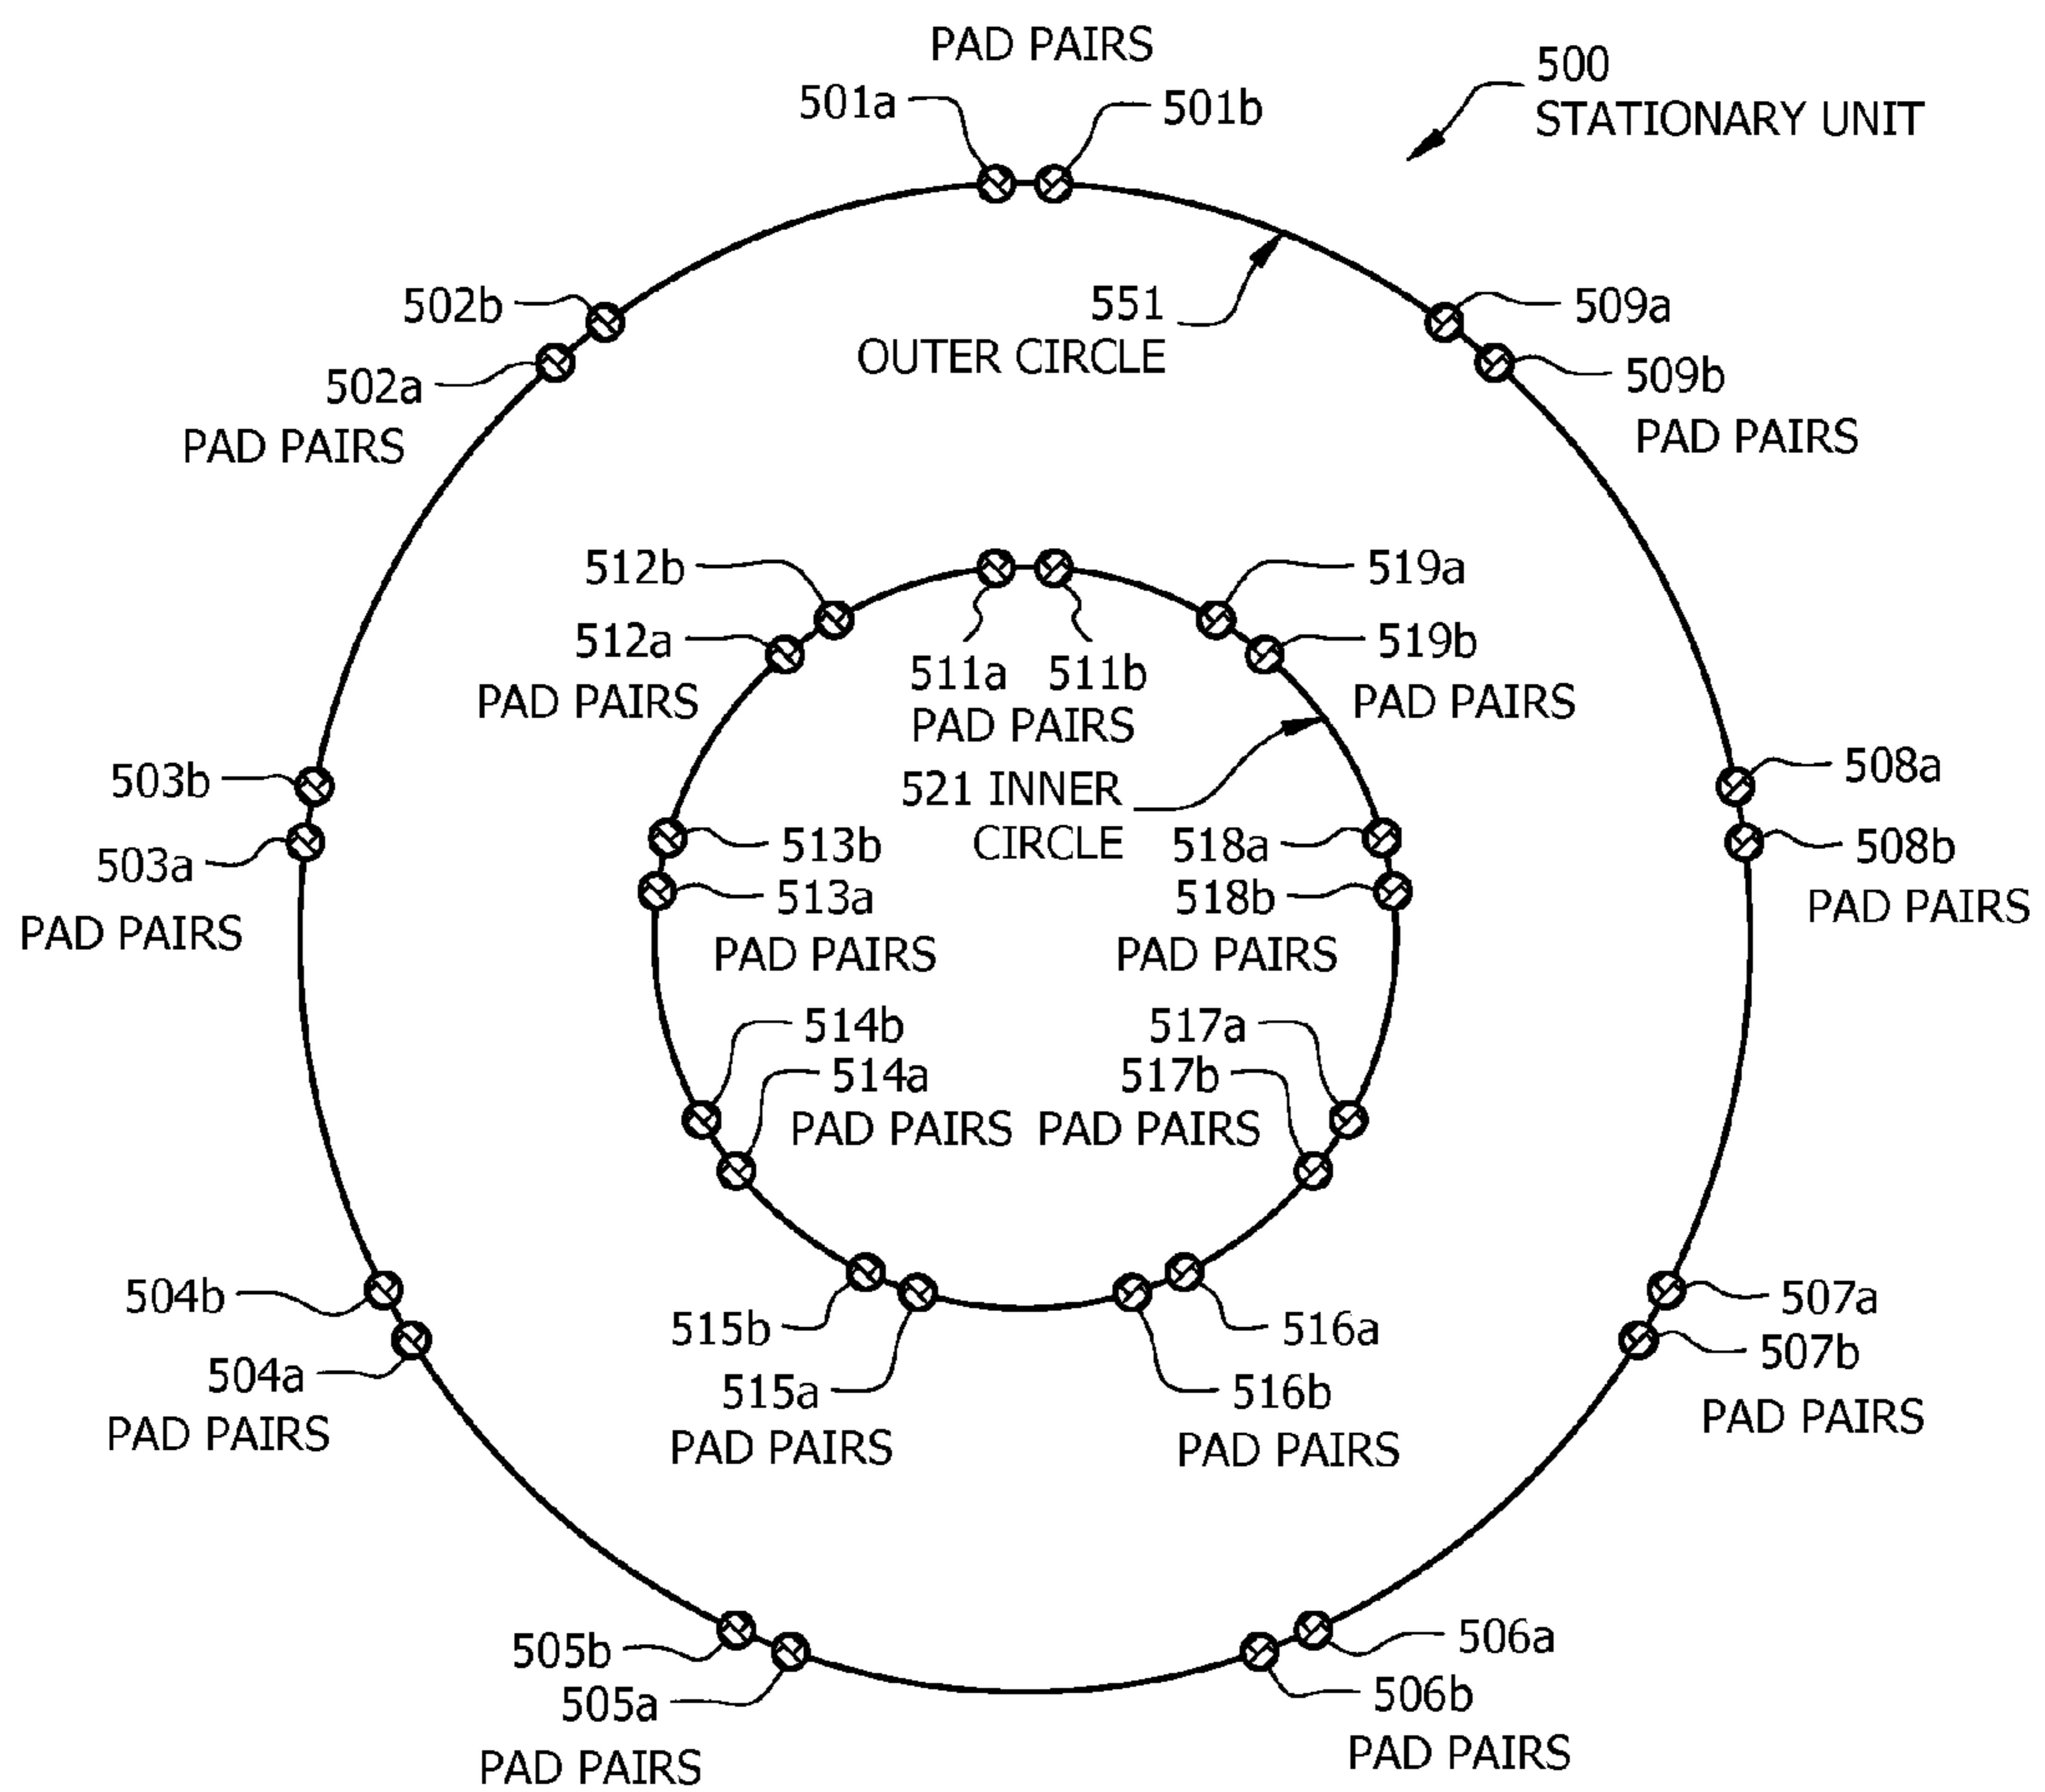 PAD PAIRS
501a
501b
500
STATIONARY UNIT
502b
502a
PAD PAIRS
551
OUTER CIRCLE
509a
509b
PAD PAIRS
512b
512a
PAD PAIRS
511a 511b
PAD PAIRS
519a
519b
PAD PAIRS
521 INNER
CIRCLE
503b
503a
PAD PAIRS
513b
513a
PAD PAIRS
518a
518b
PAD PAIRS
508a
508b
PAD PAIRS
514b
514a
PAD PAIRS
517a
517b
PAD PAIRS
504b
504a
PAD PAIRS
515b
515a
PAD PAIRS
516a
516b
PAD PAIRS
507a
507b
PAD PAIRS
505b
505a
PAD PAIRS
506a
506b
PAD PAIRS